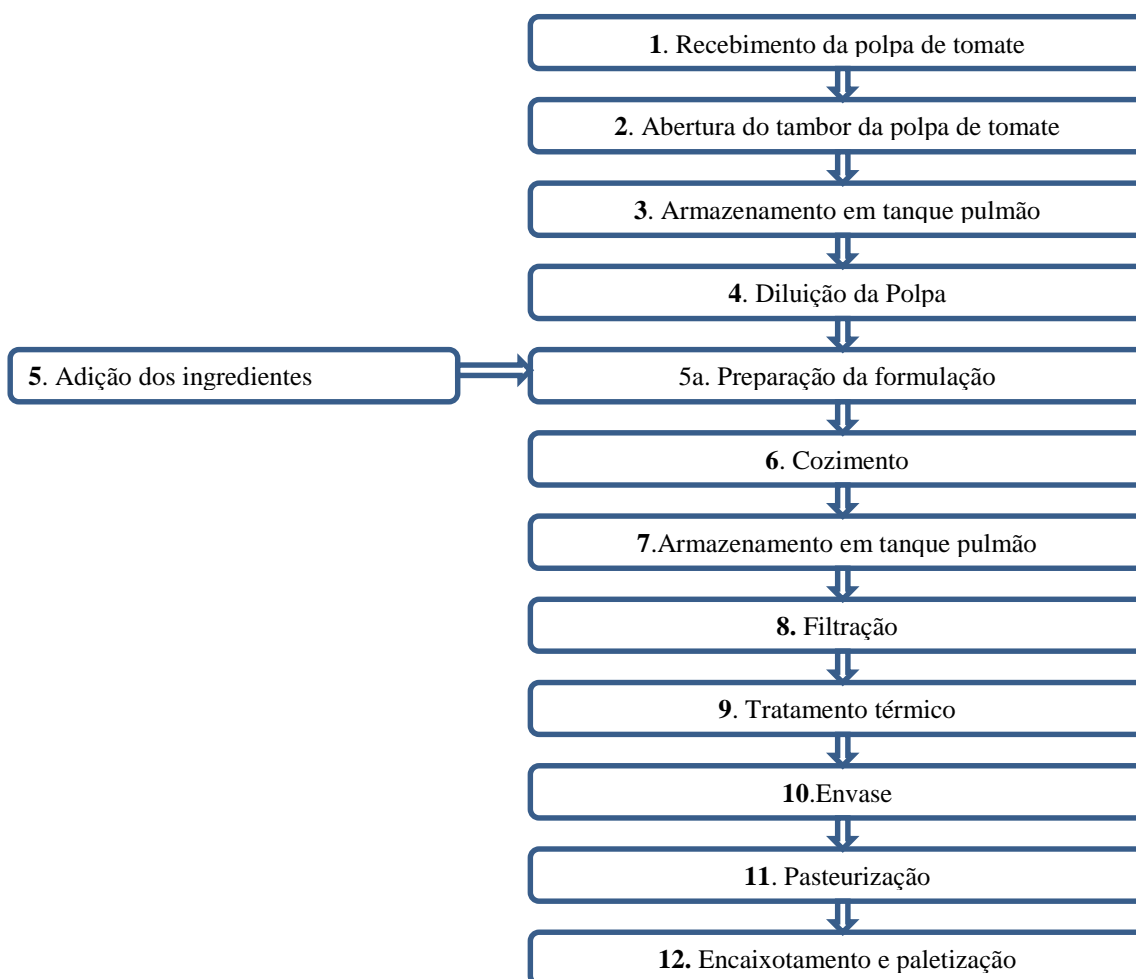 1. Recebimento da polpa de tomate
2. Abertura do tambor da polpa de tomate
3. Armazenamento em tanque pulmão
4. Diluição da Polpa
5. Adição dos ingredientes
5a. Preparação da formulação
6. Cozimento
7.Armazenamento em tanque pulmão
8. Filtração
9. Tratamento térmico
10.Envase
11. Pasteurização
12. Encaixotamento e paletização